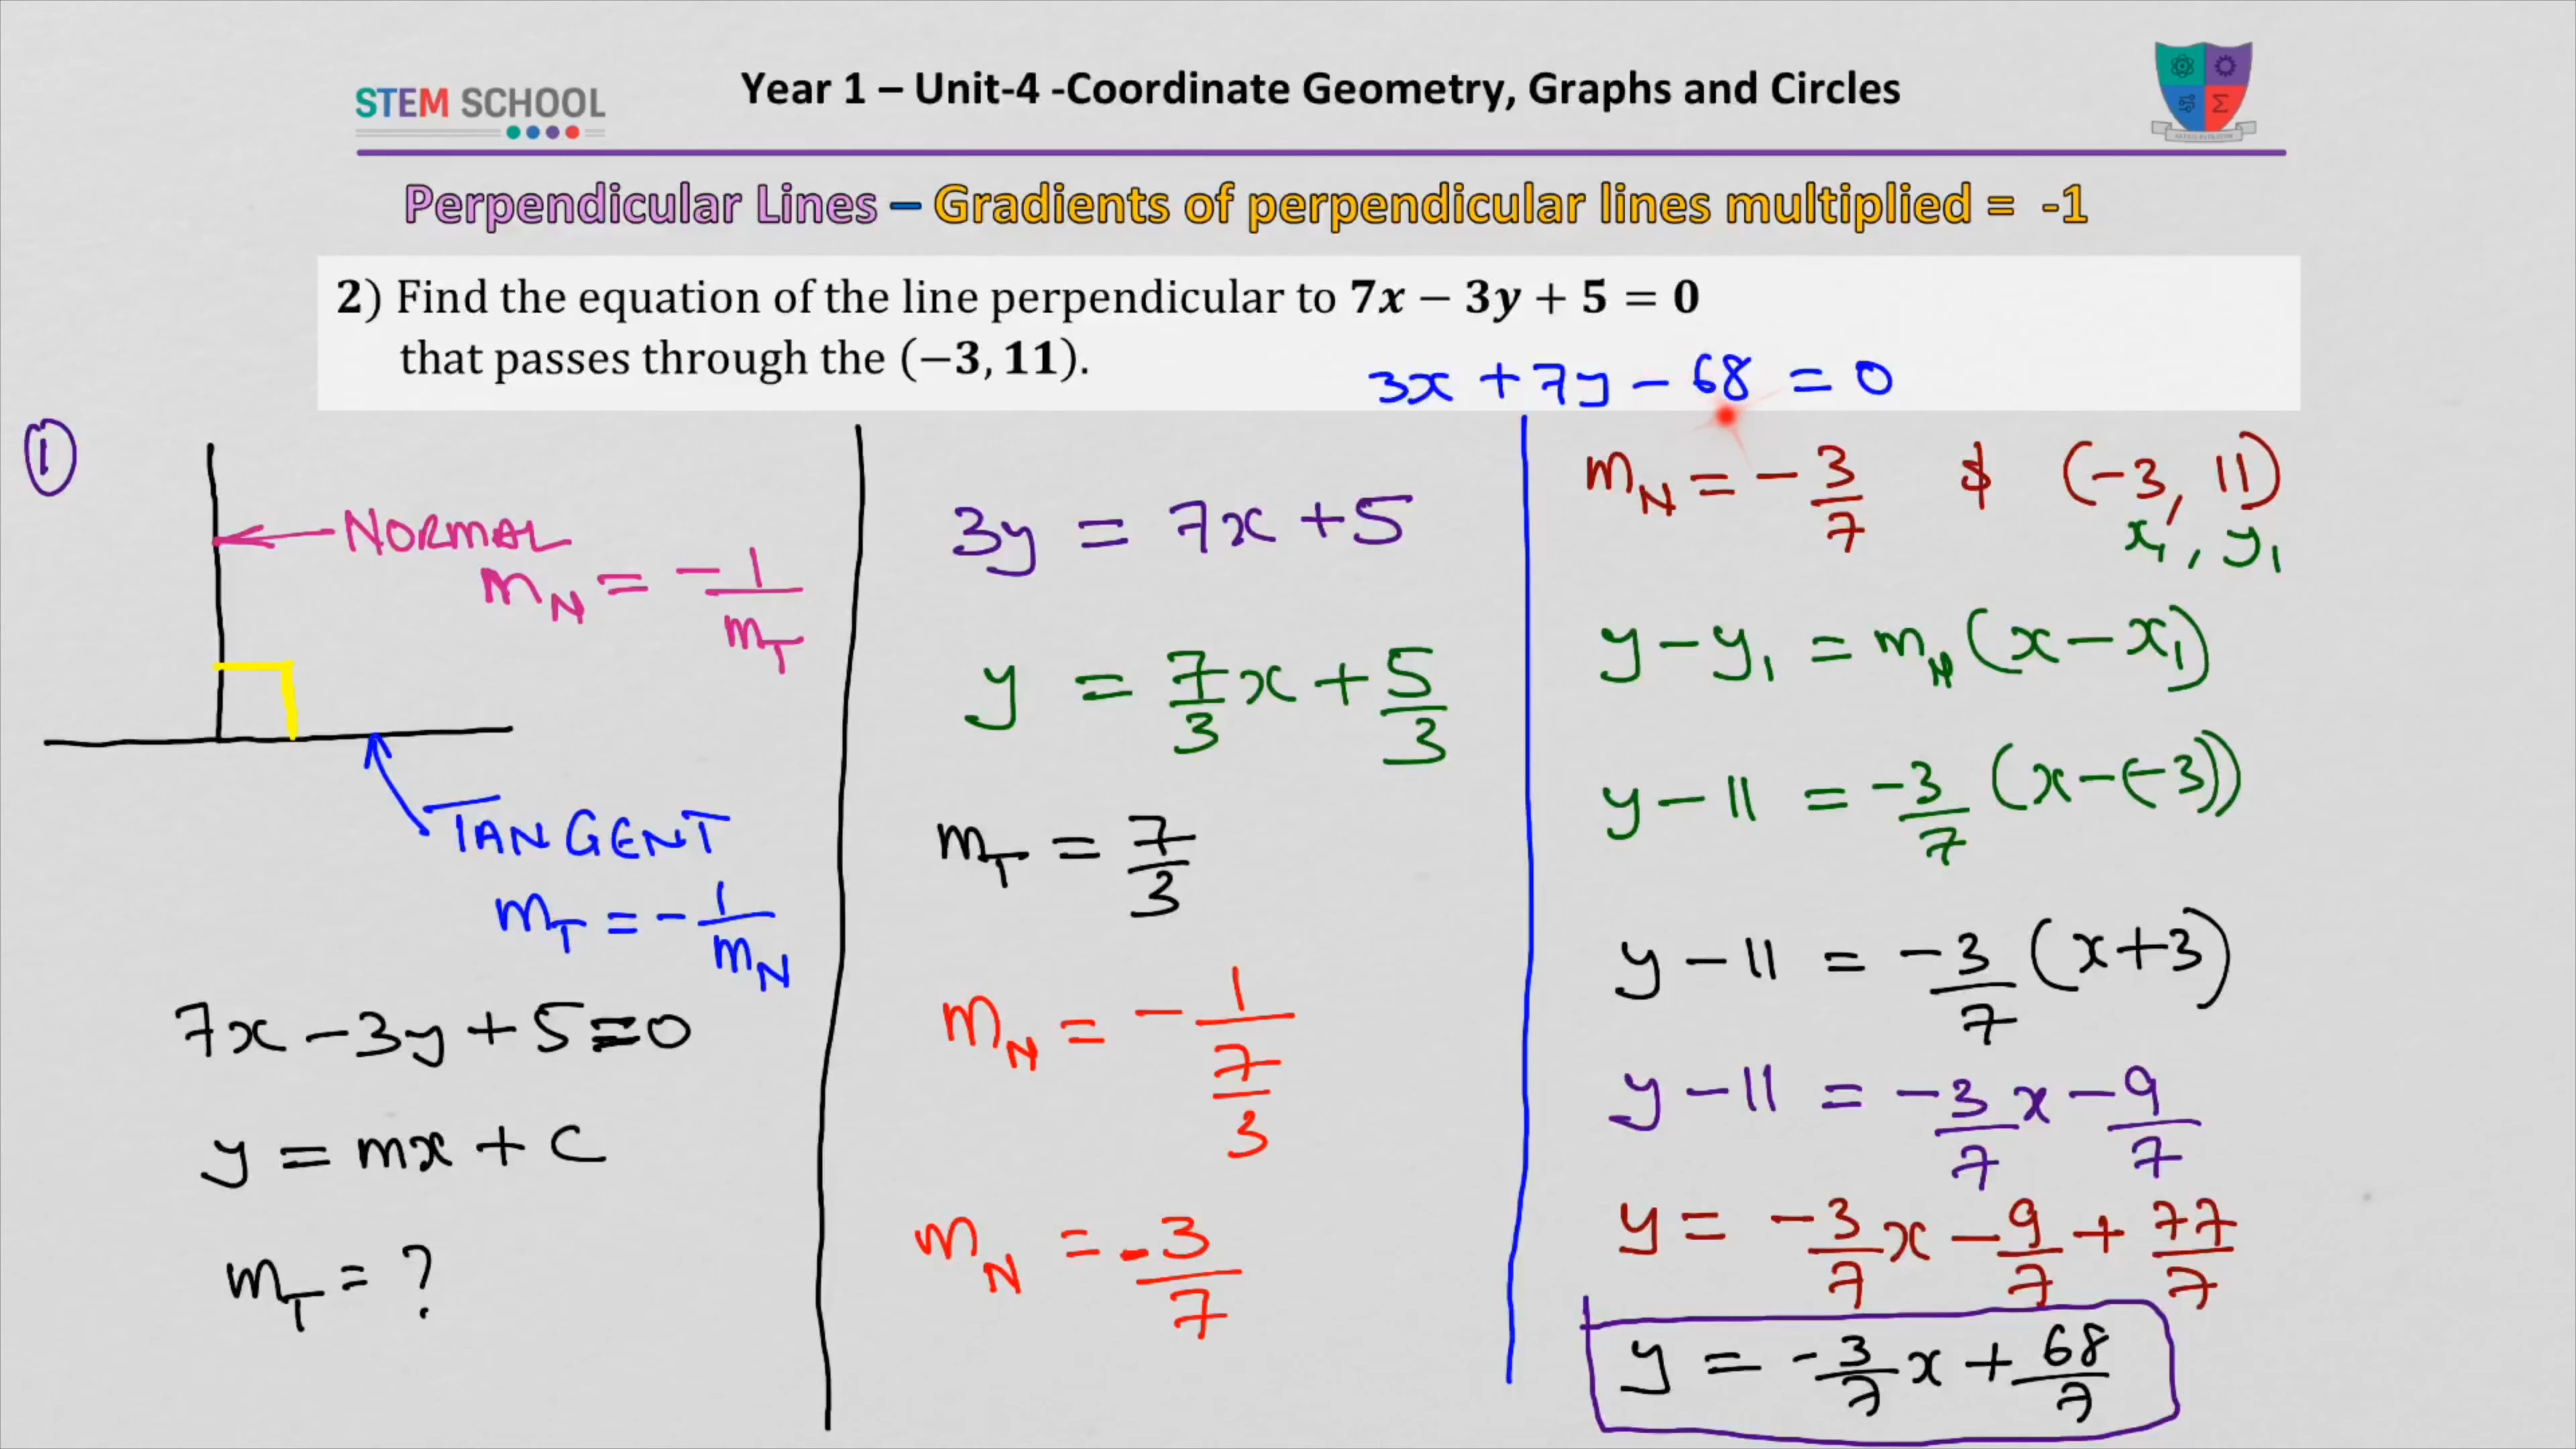 STEM SCHOOL
Year 1 – Unit-4 -Coordinate Geometry, Graphs and Circles
Perpendicular Lines – Gradients of perpendicular lines multiplied = -1
2) Find the equation of the line perpendicular to 7x − 3y + 5 = 0
that passes through the (−3, 11).
3x + 7y − 68 = 0
①
NORMAL
m_N = −1/m_T
TANGENT
m_T = −1/m_N
7x − 3y + 5 = 0
y = mx + c
m_T = ?
3y = 7x + 5
y = 7/3 x + 5/3
m_T = 7/3
m_N = −1/(7/3)
m_N = −3/7
m_N = −3/7 & (−3, 11)
x₁, y₁
y − y₁ = m_N (x − x₁)
y − 11 = −3/7 (x − (−3))
y − 11 = −3/7 (x + 3)
y − 11 = −3/7 x − 9/7
y = −3/7 x − 9/7 + 77/7
y = −3/7 x + 68/7